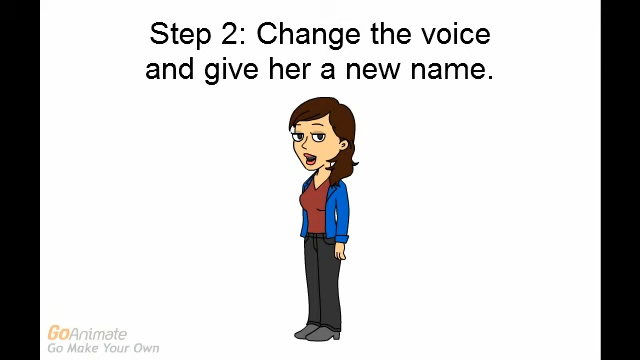 Step 2: Change the voice
and give her a new name.
GoAnimate
Go Make Your Own